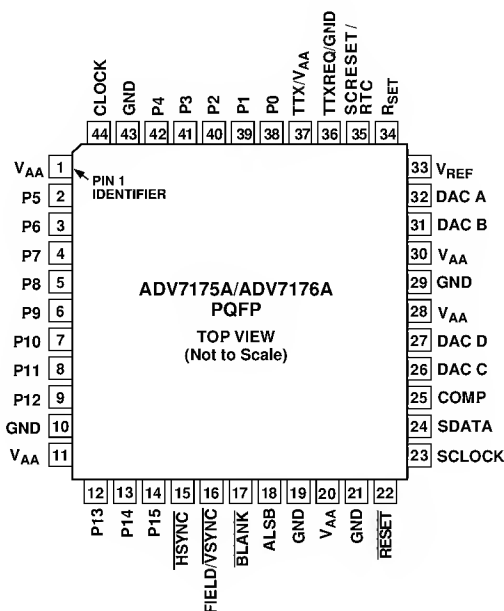 CLOCK
GND
P4
P3
P2
P1
P0
TTX/VAA
TTXREQ/GND
SCRESET/
RTC
RSET
44 43 42 41 40 39 38 37 36 35 34
VAA 1
P5 2
P6 3
P7 4
P8 5
P9 6
P10 7
P11 8
P12 9
GND 10
VAA 11
PIN 1
IDENTIFIER
ADV7175A/ADV7176A
PQFP
TOP VIEW
(Not to Scale)
33 VREF
32 DAC A
31 DAC B
30 VAA
29 GND
28 VAA
27 DAC D
26 DAC C
25 COMP
24 SDATA
23 SCLOCK
12 13 14 15 16 17 18 19 20 21 22
P13
P14
P15
HSYNC
FIELD/VSYNC
BLANK
ALSB
GND
VAA
GND
RESET